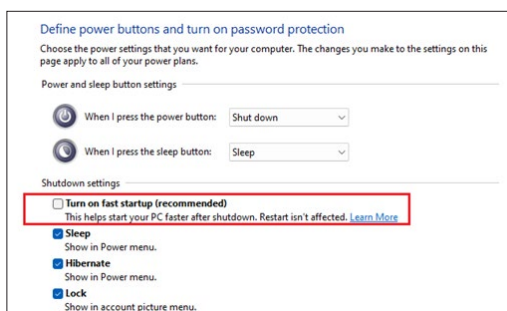 Define power buttons and turn on password protection
Choose the power settings that you want for your computer. The changes you make to the settings on this
page apply to all of your power plans.
Power and sleep button settings
When I press the power button: Shut down
When I press the sleep button: Sleep
Shutdown settings
Turn on fast startup (recommended)
This helps start your PC faster after shutdown. Restart isn't affected. Learn More
Sleep
Show in Power menu.
Hibernate
Show in Power menu.
Lock
Show in account picture menu.